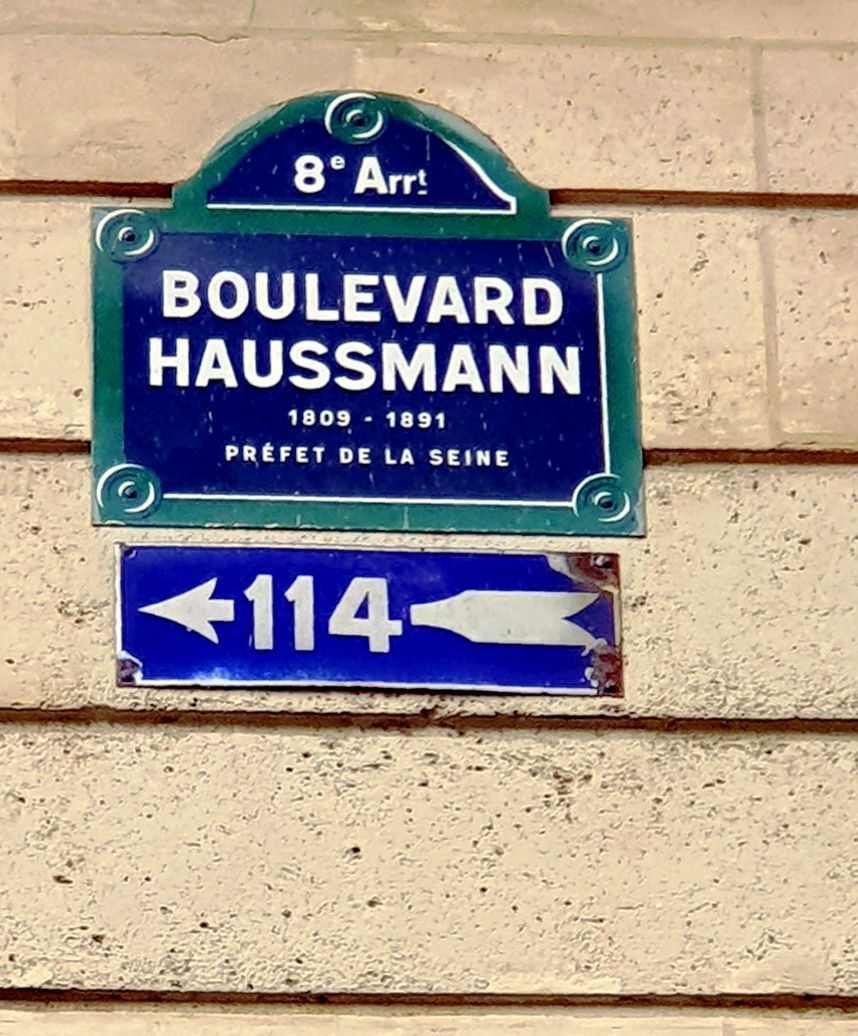 8e Arrt
BOULEVARD
HAUSSMANN
1809 - 1891
PRÉFET DE LA SEINE
114